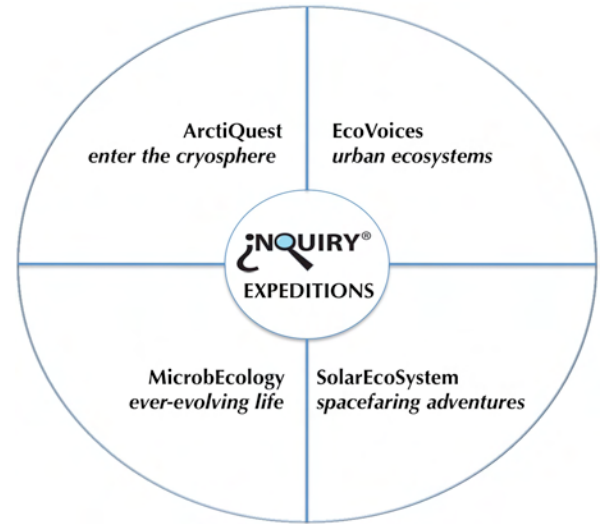 ArctiQuest
enter the cryosphere
EcoVoices
urban ecosystems
¿NQUIRY®
EXPEDITIONS
MicrobEcology
ever-evolving life
SolarEcoSystem
spacefaring adventures